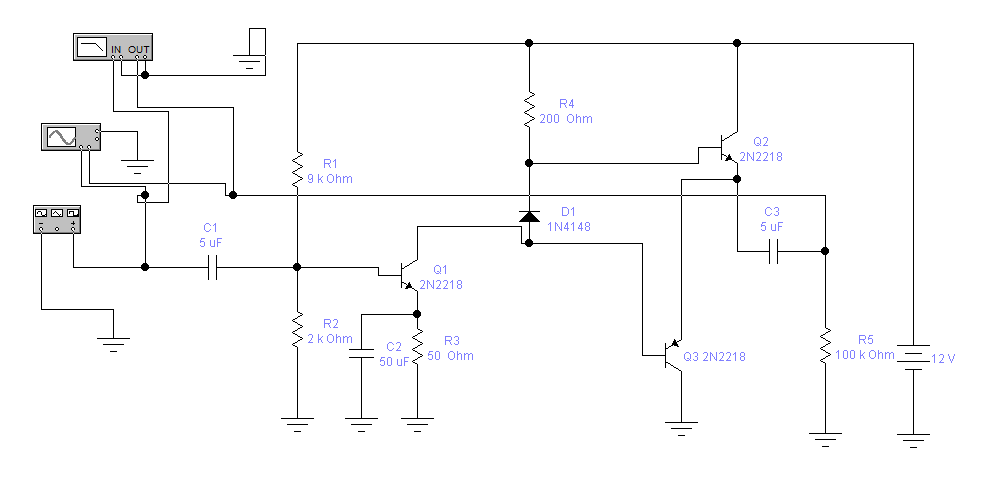 IN OUT
R4
200 Ohm
Q2
2N2218
R1
9 k Ohm
D1
1N4148
C1
5 uF
C3
5 uF
Q1
2N2218
R2
2 k Ohm
C2
50 uF
R3
50 Ohm
Q3 2N2218
R5
100 k Ohm
12 V